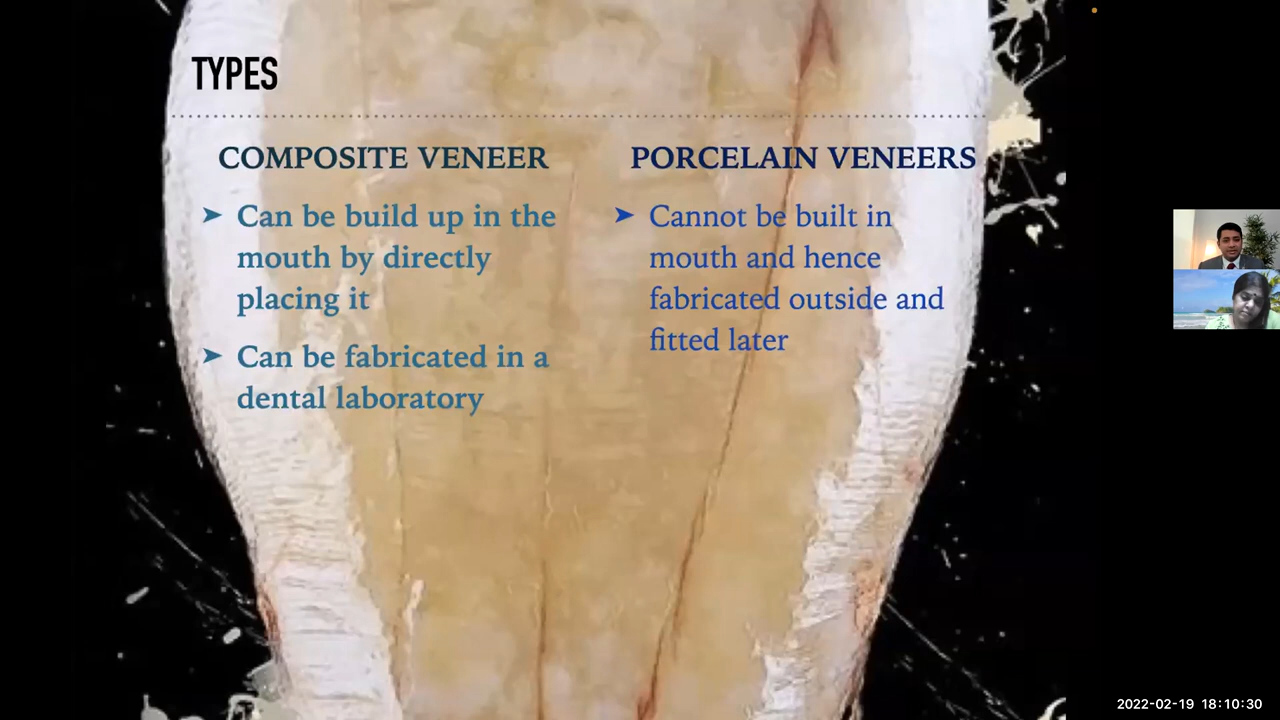 TYPES
COMPOSITE VENEER
➤ Can be build up in the
mouth by directly
placing it
➤ Can be fabricated in a
dental laboratory
PORCELAIN VENEERS
➤ Cannot be built in
mouth and hence
fabricated outside and
fitted later
2022-02-19 18:10:30